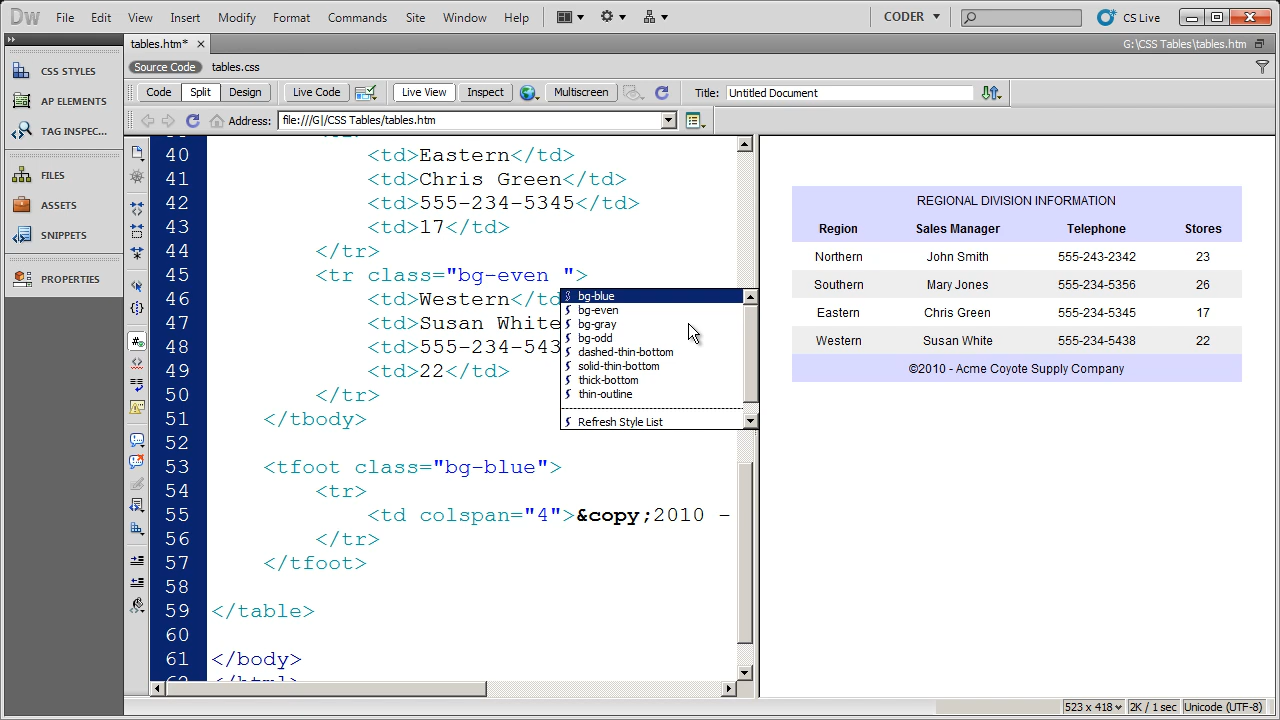 Dw File Edit View Insert Modify Format Commands Site Window Help CODER CS Live
tables.htm* G:\CSS Tables\tables.htm
Source Code tables.css
Code Split Design Live Code Live View Inspect Multiscreen Title: Untitled Document
Address: file:///G|/CSS Tables/tables.htm
CSS STYLES
AP ELEMENTS
TAG INSPEC...
FILES
ASSETS
SNIPPETS
PROPERTIES
40 <td>Eastern</td>
41 <td>Chris Green</td>
42 <td>555-234-5345</td>
43 <td>17</td>
44 </tr>
45 <tr class="bg-even ">
46 <td>Western</td
47 <td>Susan White
48 <td>555-234-543
49 <td>22</td>
50 </tr>
51 </tbody>
52
53 <tfoot class="bg-blue">
54 <tr>
55 <td colspan="4">&copy;2010 -
56 </tr>
57 </tfoot>
58
59 </table>
60
61 </body>
62 </html>
bg-blue
bg-even
bg-gray
bg-odd
dashed-thin-bottom
solid-thin-bottom
thick-bottom
thin-outline
Refresh Style List
REGIONAL DIVISION INFORMATION
Region Sales Manager Telephone Stores
Northern John Smith 555-243-2342 23
Southern Mary Jones 555-234-5356 26
Eastern Chris Green 555-234-5345 17
Western Susan White 555-234-5438 22
©2010 - Acme Coyote Supply Company
523 x 418 2K / 1 sec Unicode (UTF-8)